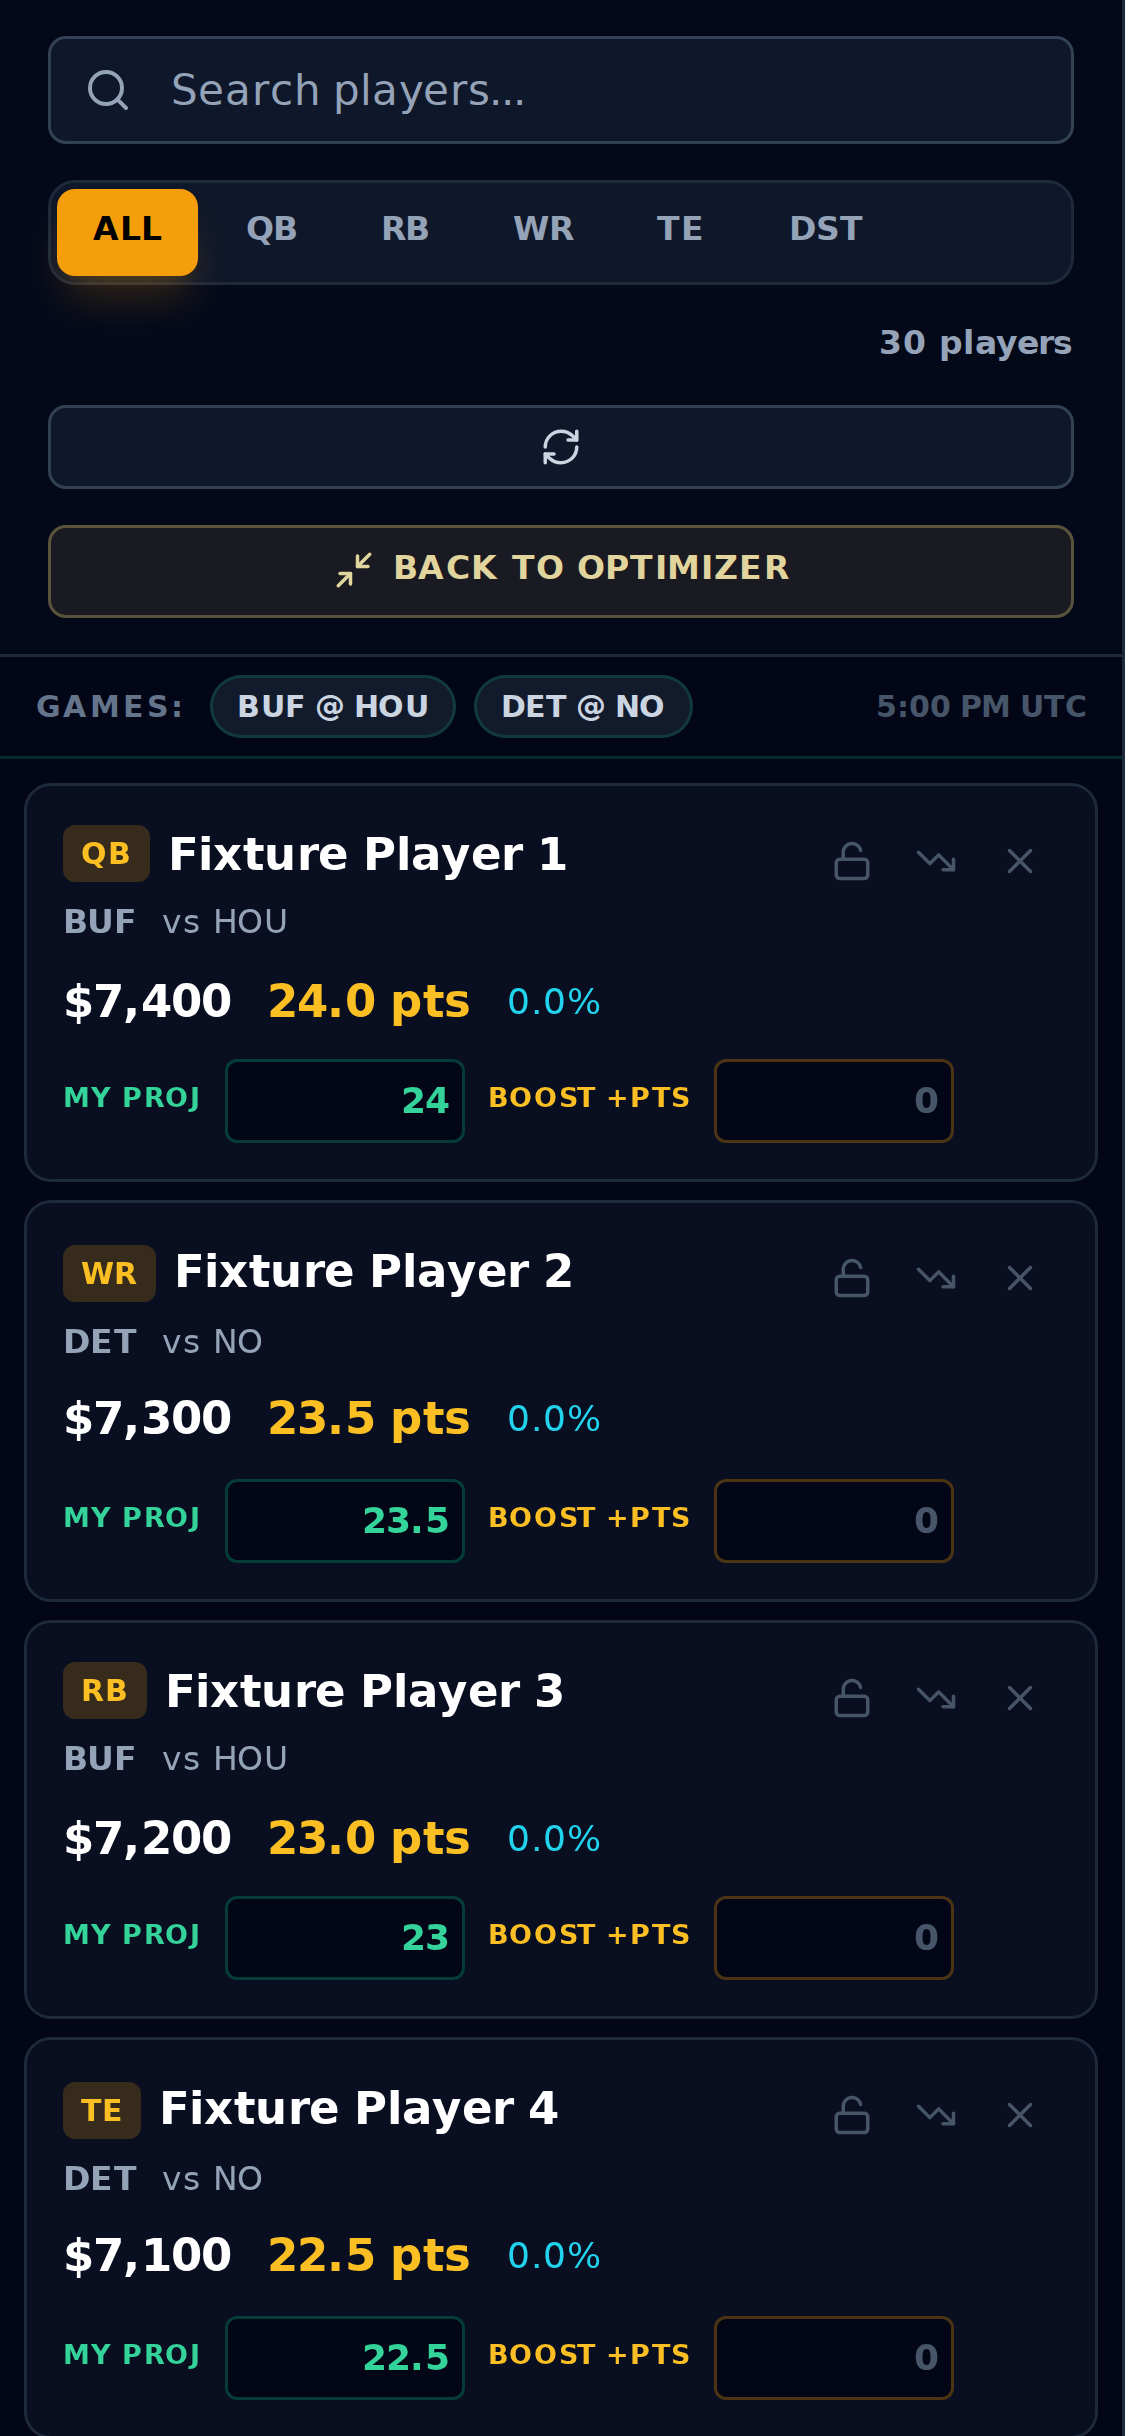 Search players...
ALL QB RB WR TE DST
30 players
BACK TO OPTIMIZER
GAMES: BUF @ HOU DET @ NO 5:00 PM UTC
QB Fixture Player 1
BUF vs HOU
$7,400 24.0 pts 0.0%
MY PROJ 24 BOOST +PTS 0
WR Fixture Player 2
DET vs NO
$7,300 23.5 pts 0.0%
MY PROJ 23.5 BOOST +PTS 0
RB Fixture Player 3
BUF vs HOU
$7,200 23.0 pts 0.0%
MY PROJ 23 BOOST +PTS 0
TE Fixture Player 4
DET vs NO
$7,100 22.5 pts 0.0%
MY PROJ 22.5 BOOST +PTS 0